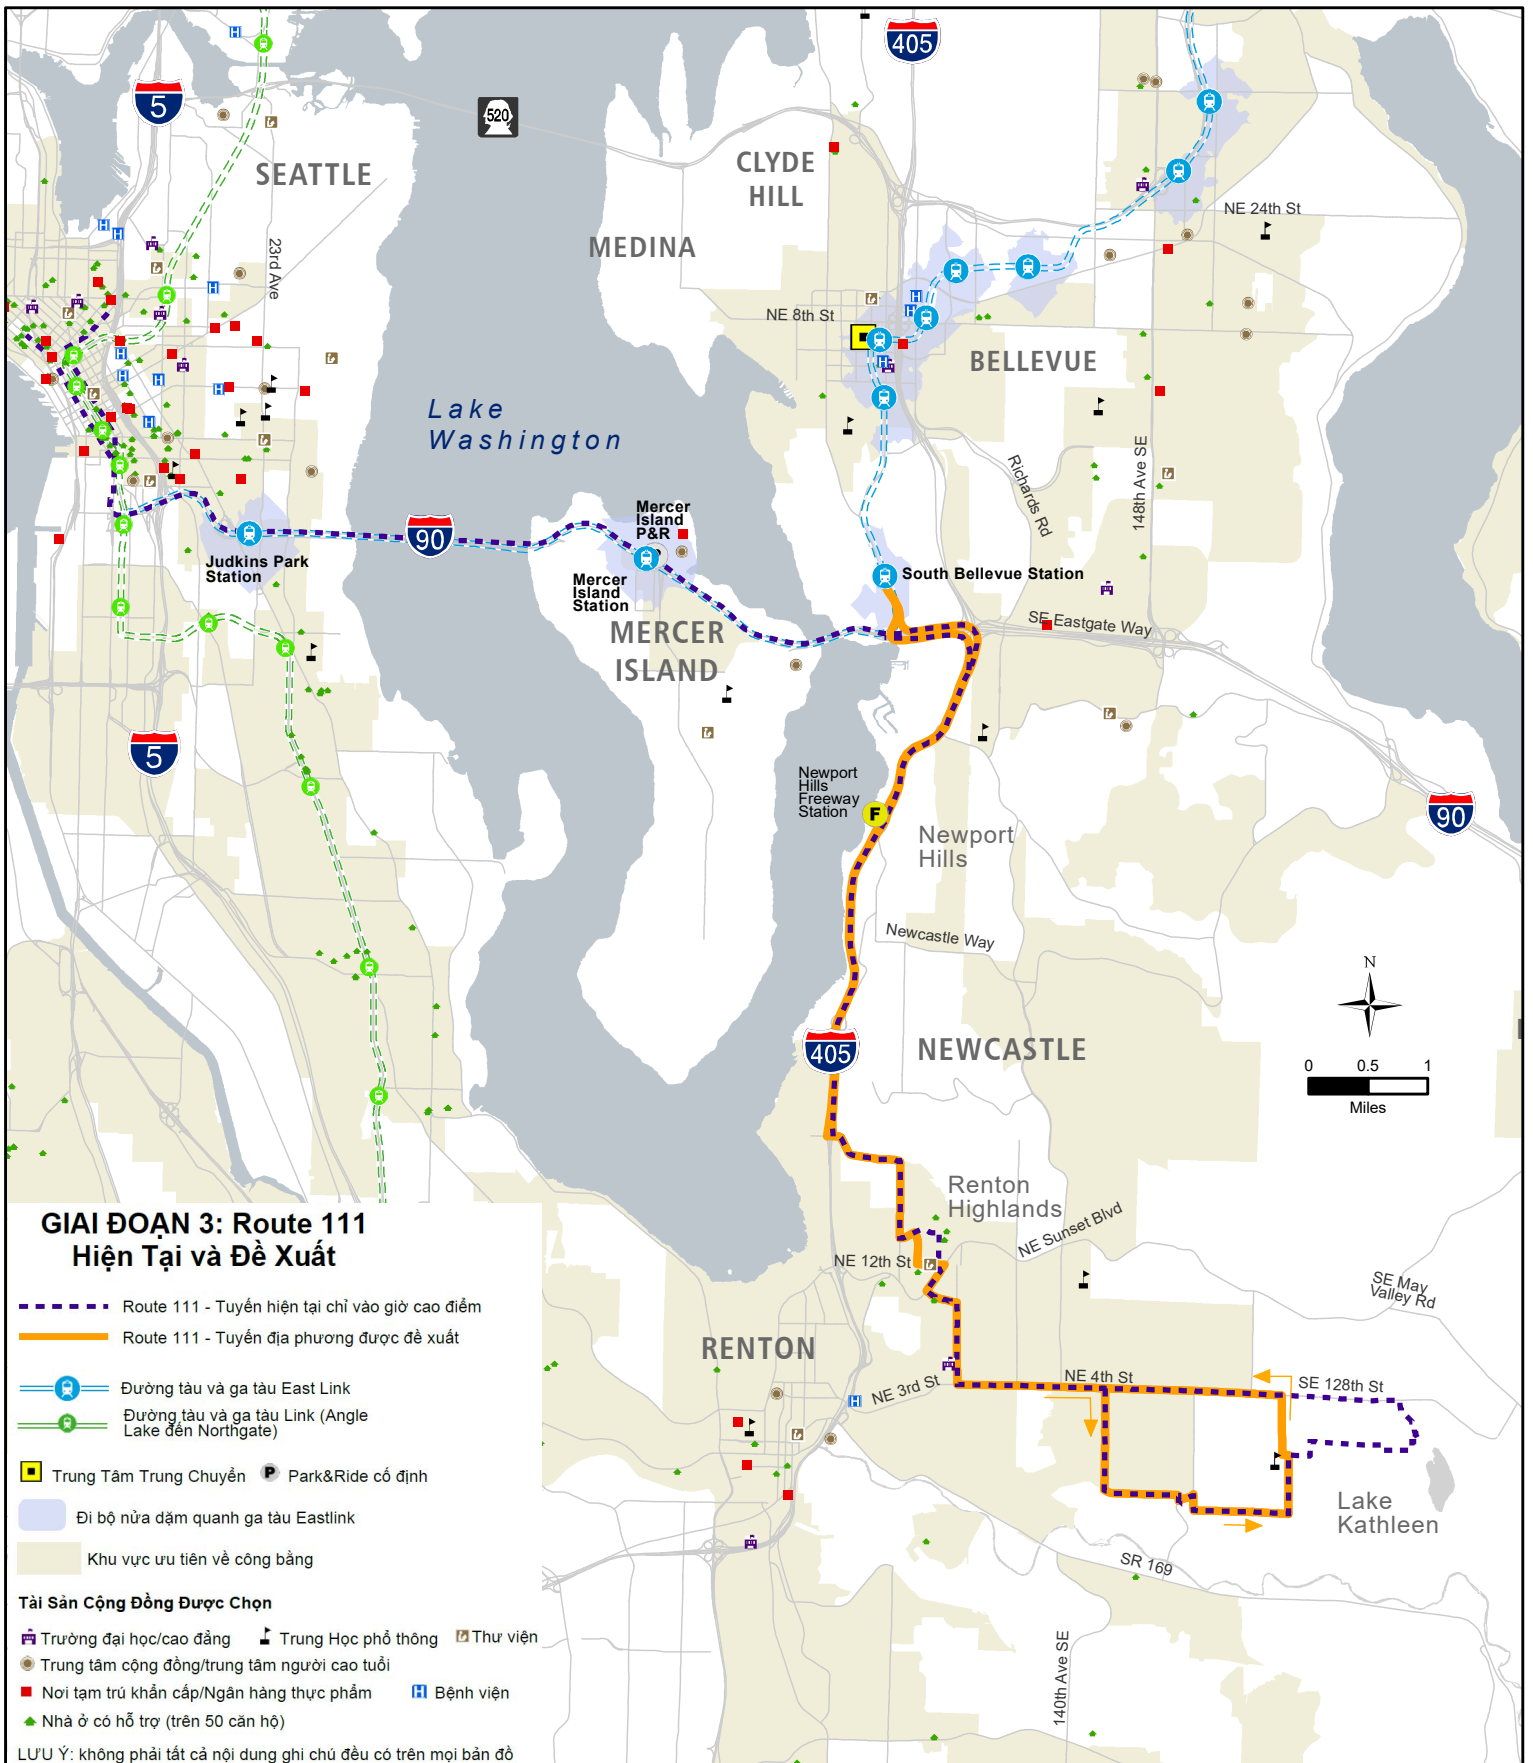 405
5
520
SEATTLE
CLYDE
HILL
MEDINA
NE 24th St
23rd Ave
NE 8th St
BELLEVUE
Lake
Washington
Richards Rd
148th Ave SE
Mercer
Island
P&R
90
Judkins Park
Station
Mercer
Island
Station
South Bellevue Station
SE Eastgate Way
MERCER
ISLAND
5
Newport
Hills
Freeway
Station
F
90
Newport
Hills
Newcastle Way
N
405
NEWCASTLE
0 0.5 1
Miles
Renton
Highlands
NE Sunset Blvd
NE 12th St
SE May
Valley Rd
RENTON
NE 3rd St
NE 4th St
SE 128th St
Lake
Kathleen
SR 169
140th Ave SE
GIAI ĐOẠN 3: Route 111
Hiện Tại và Đề Xuất
Route 111 - Tuyến hiện tại chỉ vào giờ cao điểm
Route 111 - Tuyến địa phương được đề xuất
Đường tàu và ga tàu East Link
Đường tàu và ga tàu Link (Angle
Lake đến Northgate)
Trung Tâm Trung Chuyển P Park&Ride cố định
Đi bộ nửa dặm quanh ga tàu Eastlink
Khu vực ưu tiên về công bằng
Tài Sản Cộng Đồng Được Chọn
Trường đại học/cao đẳng Trung Học phổ thông Thư viện
Trung tâm cộng đồng/trung tâm người cao tuổi
Nơi tạm trú khẩn cấp/Ngân hàng thực phẩm H Bệnh viện
Nhà ở có hỗ trợ (trên 50 căn hộ)
LƯU Ý: không phải tất cả nội dung ghi chú đều có trên mọi bản đồ